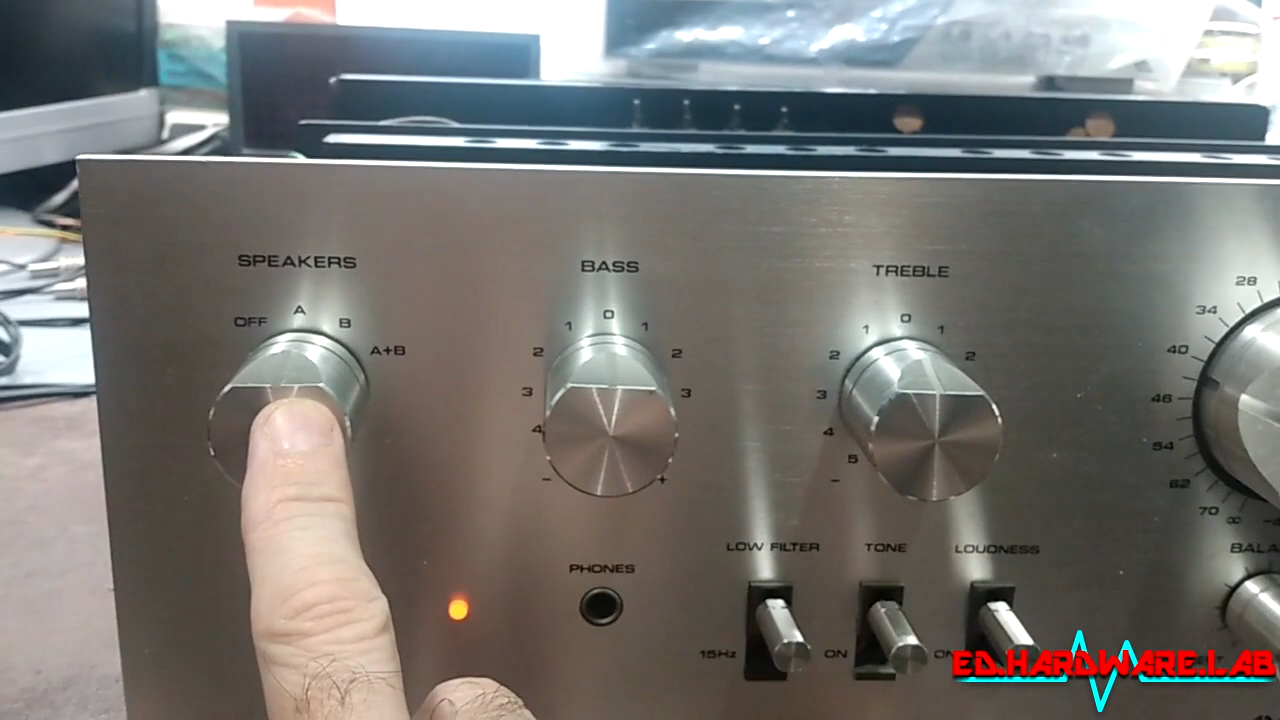 SPEAKERS
OFF A B A+B
BASS
2 1 0 1 2
3 3
4
- +
TREBLE
2 1 0 1 2
3
4
5
-
28
34
40
46
54
62
70
∞
PHONES
LOW FILTER
15Hz
TONE
ON
LOUDNESS
BALA
ED.HARDWARE.LAB